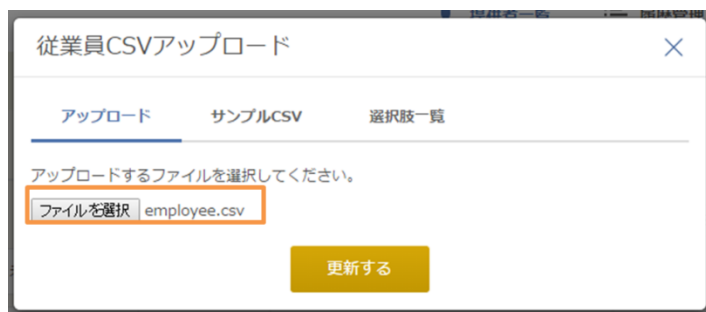 従業員CSVアップロード
アップロード サンプルCSV 選択肢一覧
アップロードするファイルを選択してください。
ファイルを選択 employee.csv
更新する